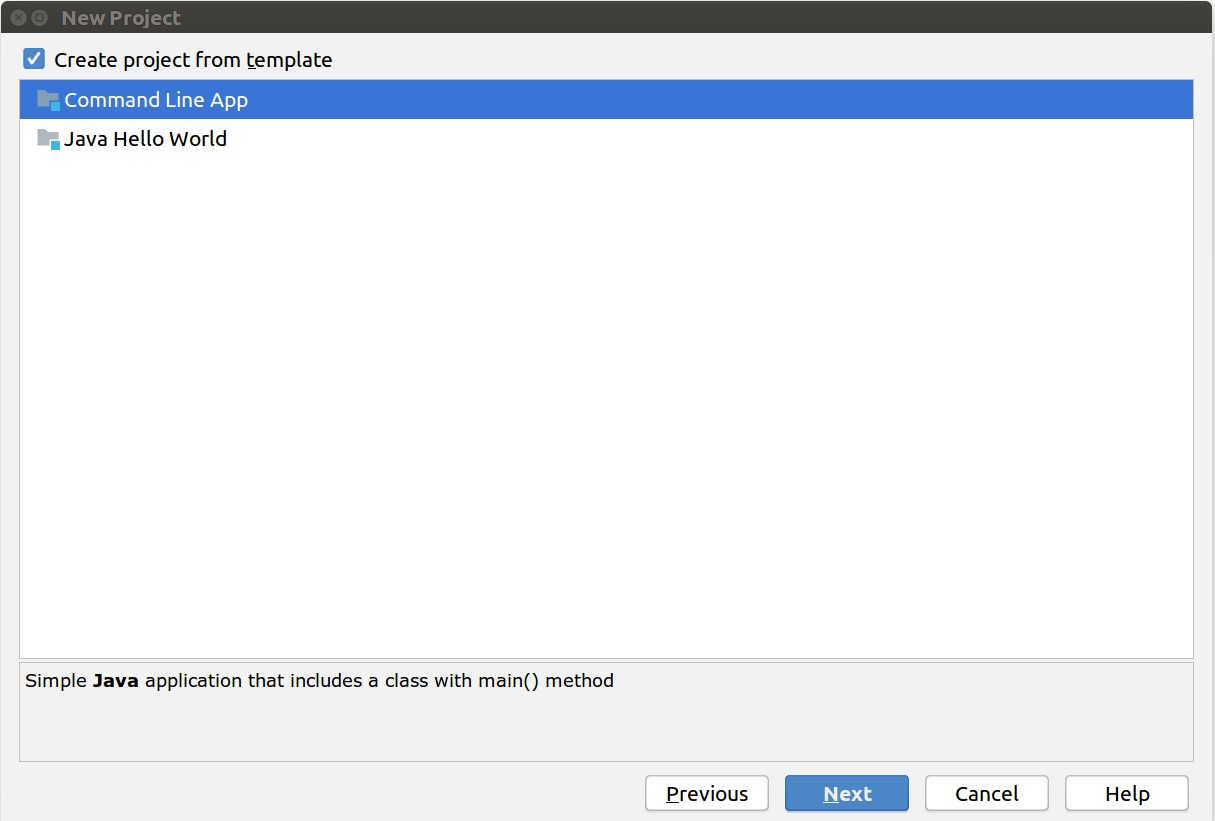 New Project
Create project from template
Command Line App
Java Hello World
Simple Java application that includes a class with main() method
Previous Next Cancel Help